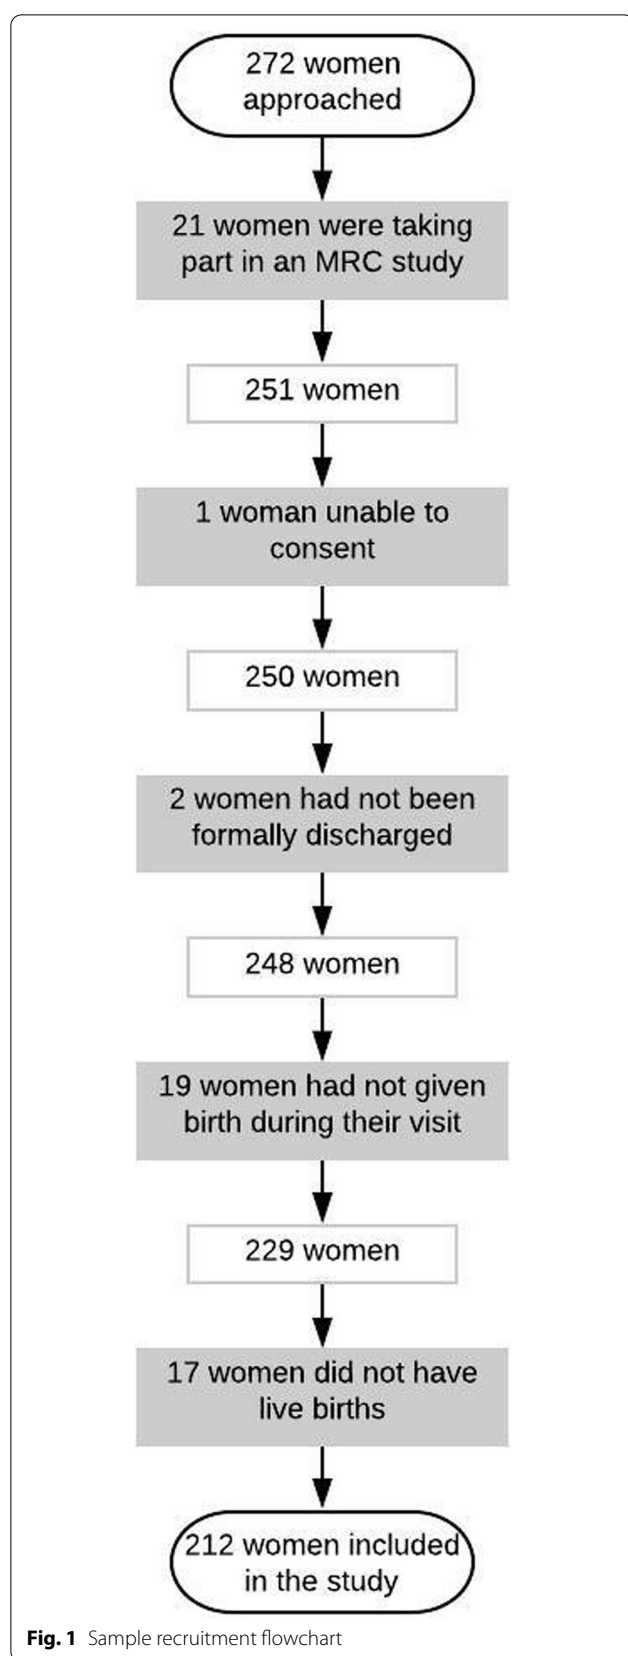 272 women
approached
21 women were taking
part in an MRC study
251 women
1 woman unable to
consent
250 women
2 women had not been
formally discharged
248 women
19 women had not given
birth during their visit
229 women
17 women did not have
live births
212 women included
in the study
Fig. 1 Sample recruitment flowchart